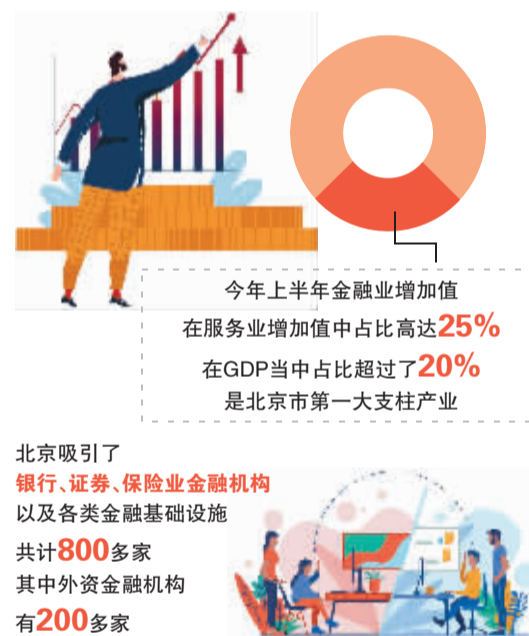 今年上半年金融业增加值
在服务业增加值中占比高达25%
在GDP当中占比超过了20%
是北京市第一大支柱产业
北京吸引了
银行、证券、保险业金融机构
以及各类金融基础设施
共计800多家
其中外资金融机构
有200多家